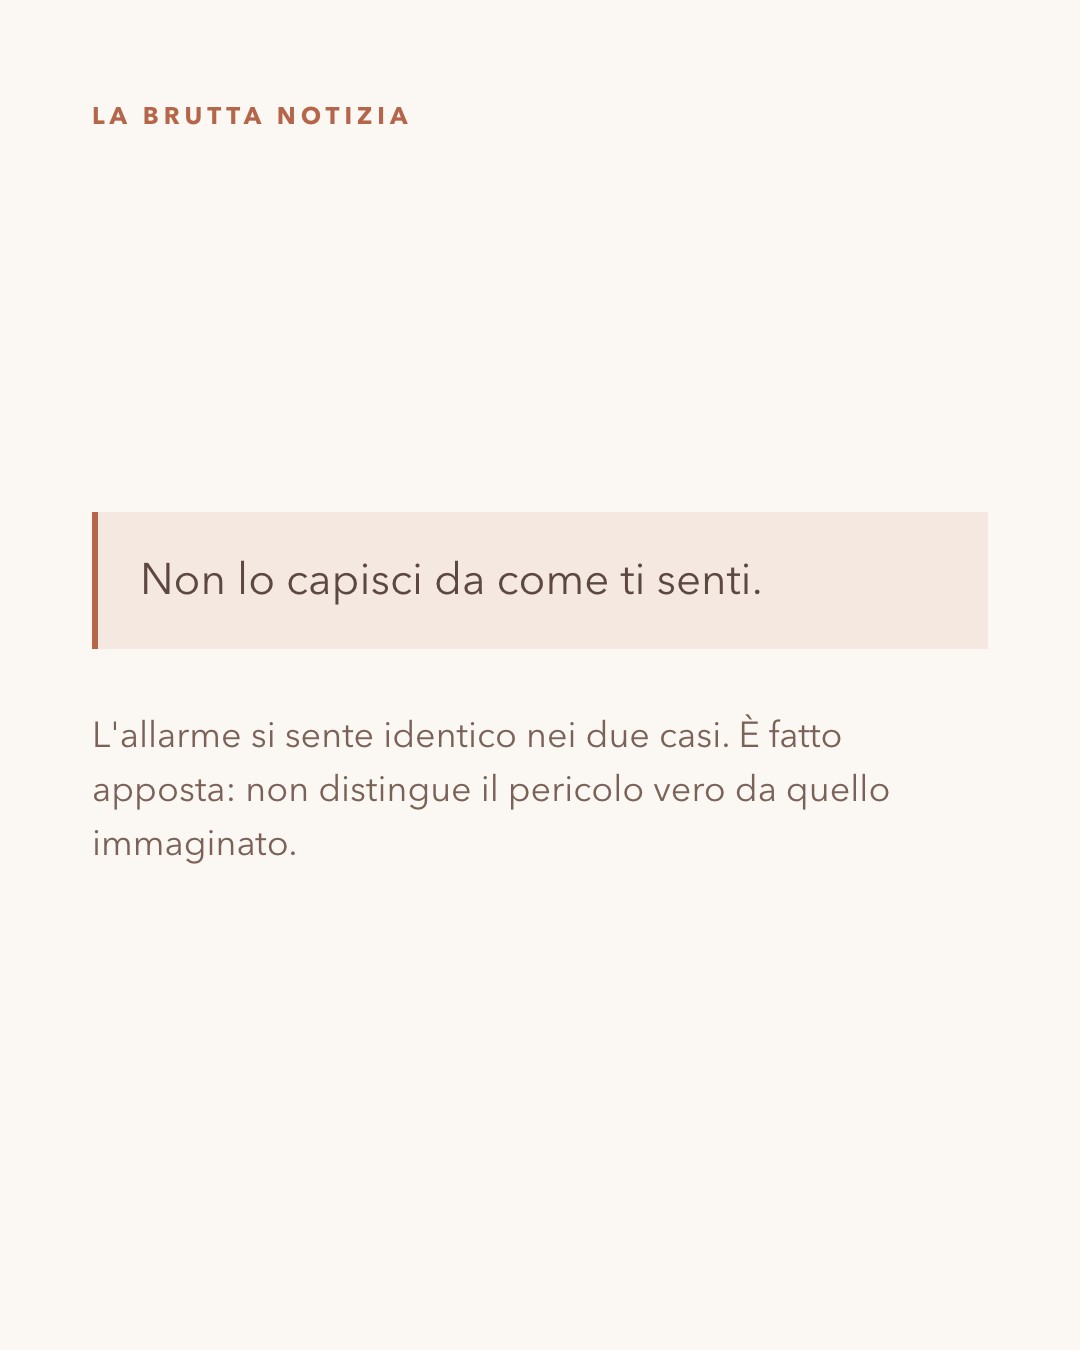 LA BRUTTA NOTIZIA
Non lo capisci da come ti senti.
L'allarme si sente identico nei due casi. È fatto
apposta: non distingue il pericolo vero da quello
immaginato.